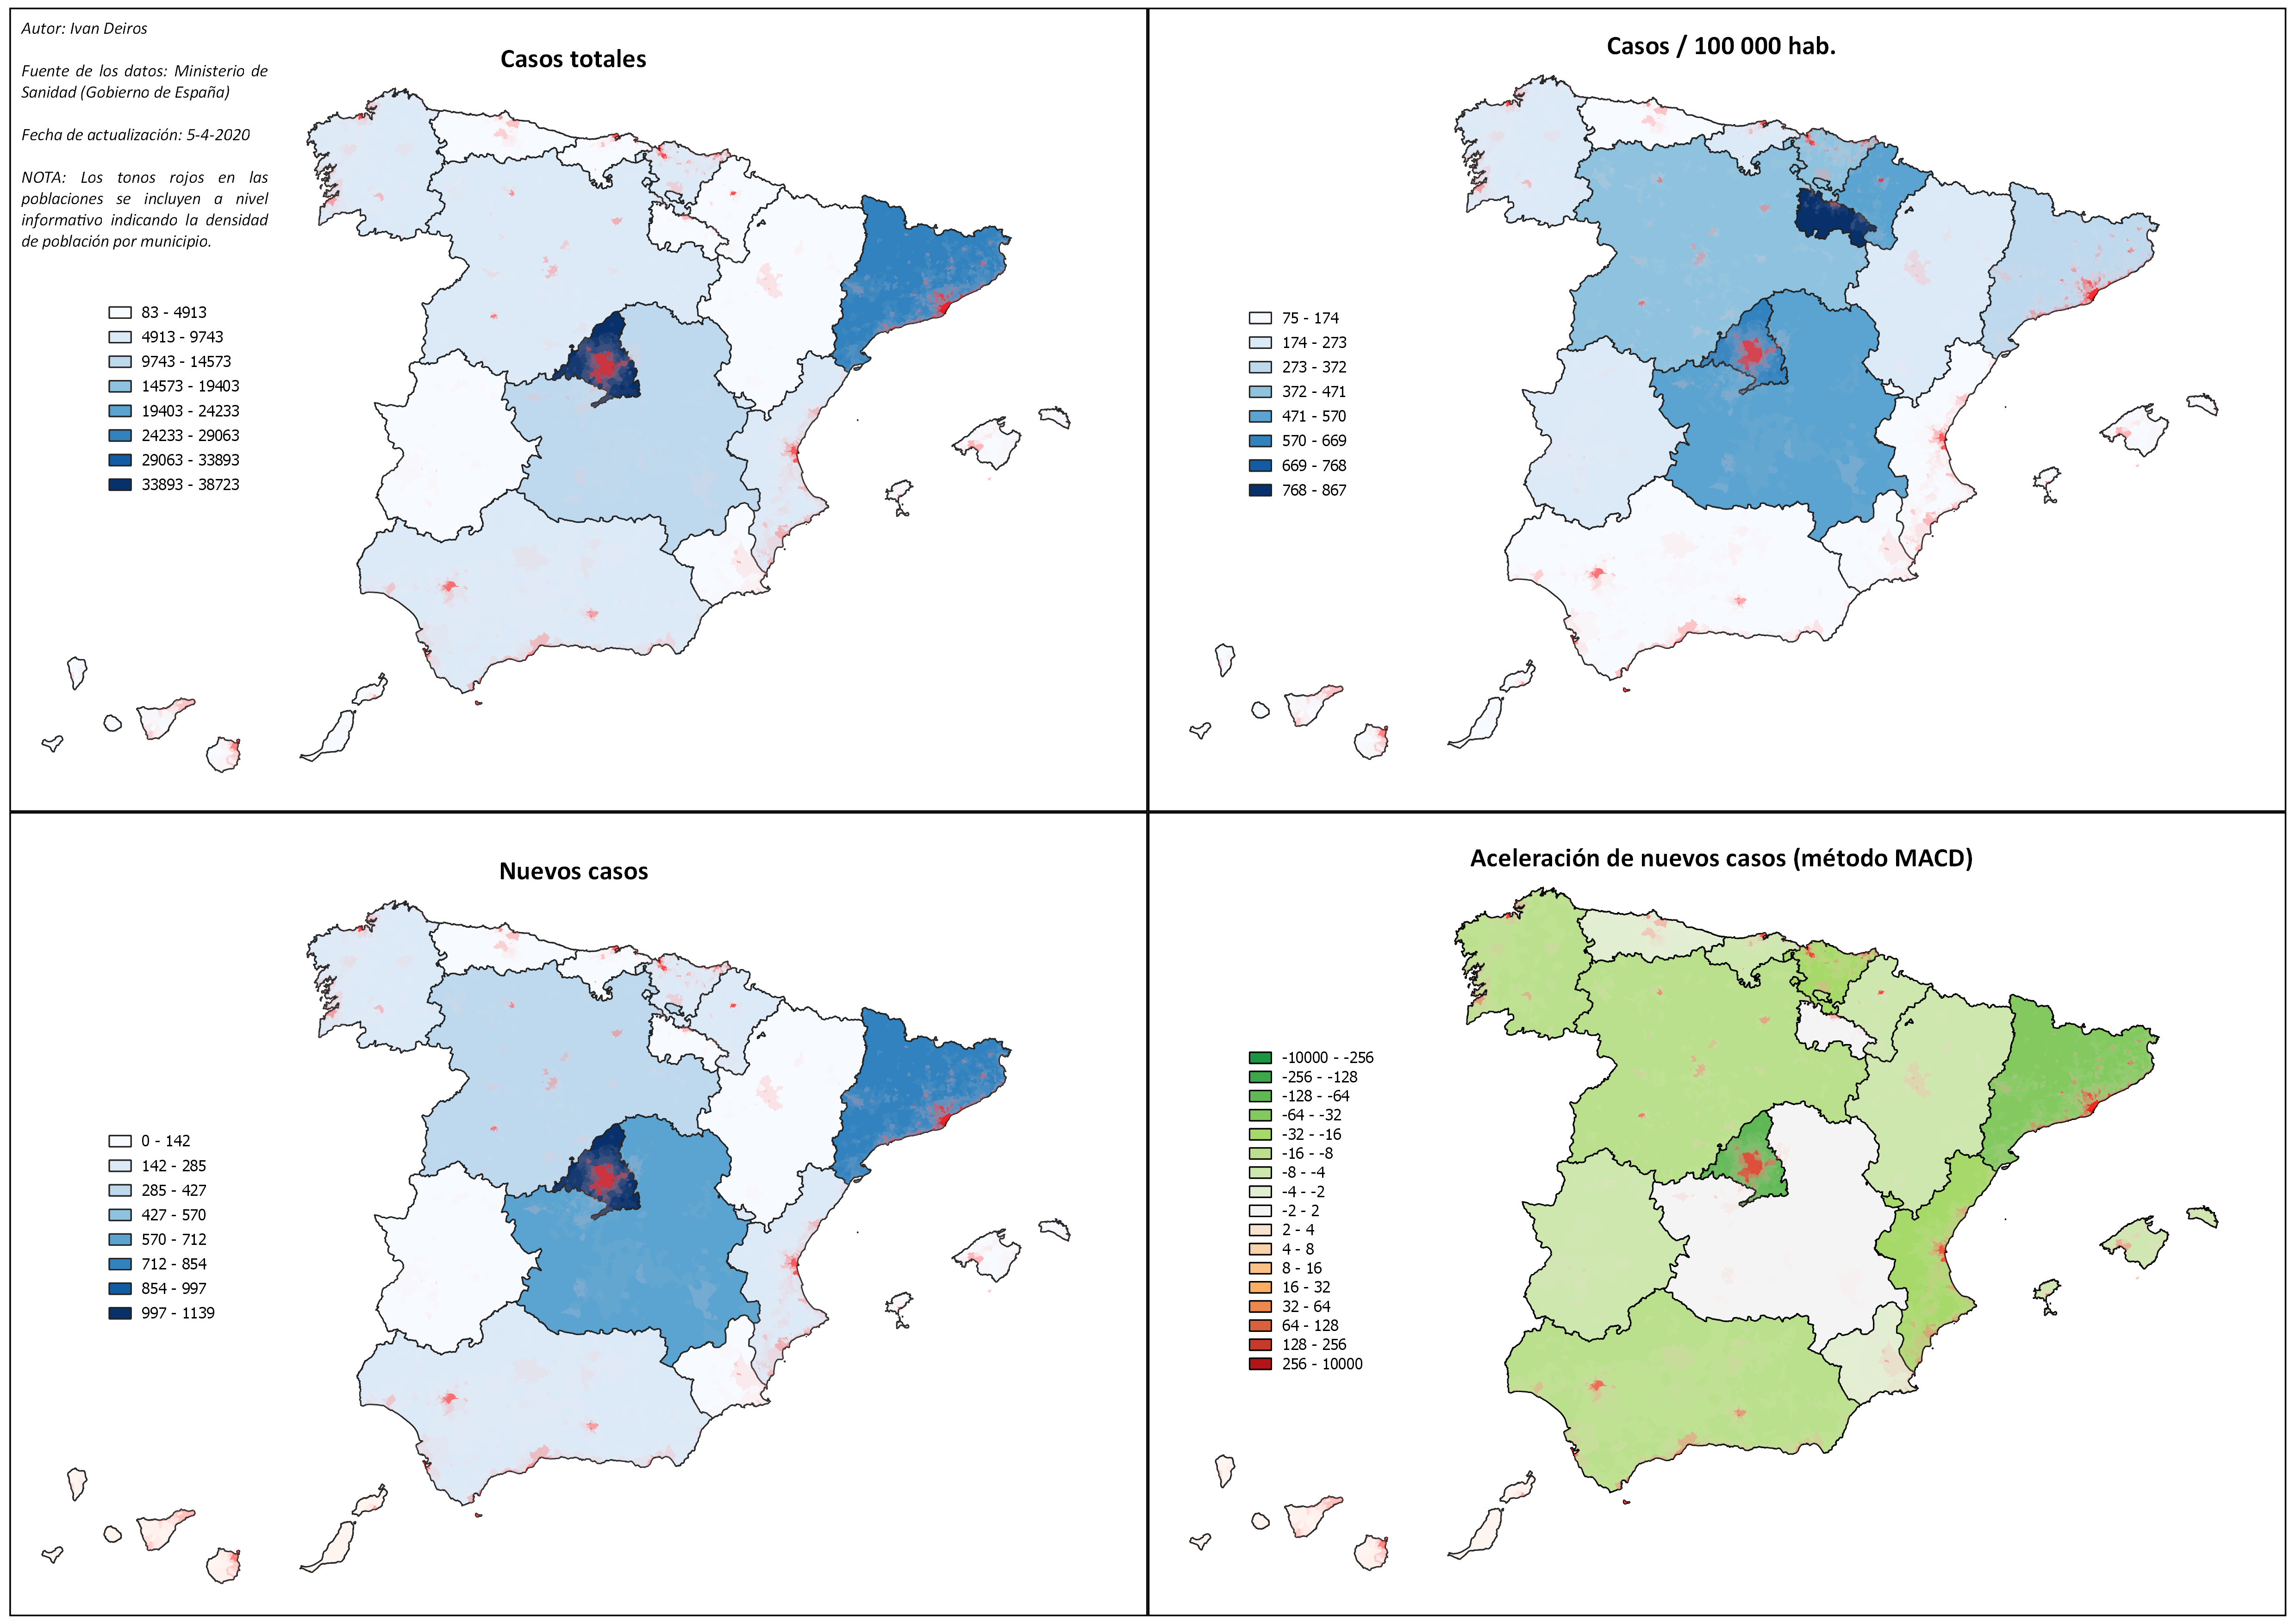 Autor: Ivan Deiros
Fuente de los datos: Ministerio de
Sanidad (Gobierno de España)
Fecha de actualización: 5-4-2020
NOTA: Los tonos rojos en las
poblaciones se incluyen a nivel
informativo indicando la densidad
de población por municipio.
Casos totales
83 - 4913
4913 - 9743
9743 - 14573
14573 - 19403
19403 - 24233
24233 - 29063
29063 - 33893
33893 - 38723
Casos / 100 000 hab.
75 - 174
174 - 273
273 - 372
372 - 471
471 - 570
570 - 669
669 - 768
768 - 867
Nuevos casos
0 - 142
142 - 285
285 - 427
427 - 570
570 - 712
712 - 854
854 - 997
997 - 1139
Aceleración de nuevos casos (método MACD)
-10000 - -256
-256 - -128
-128 - -64
-64 - -32
-32 - -16
-16 - -8
-8 - -4
-4 - -2
-2 - 2
2 - 4
4 - 8
8 - 16
16 - 32
32 - 64
64 - 128
128 - 256
256 - 10000